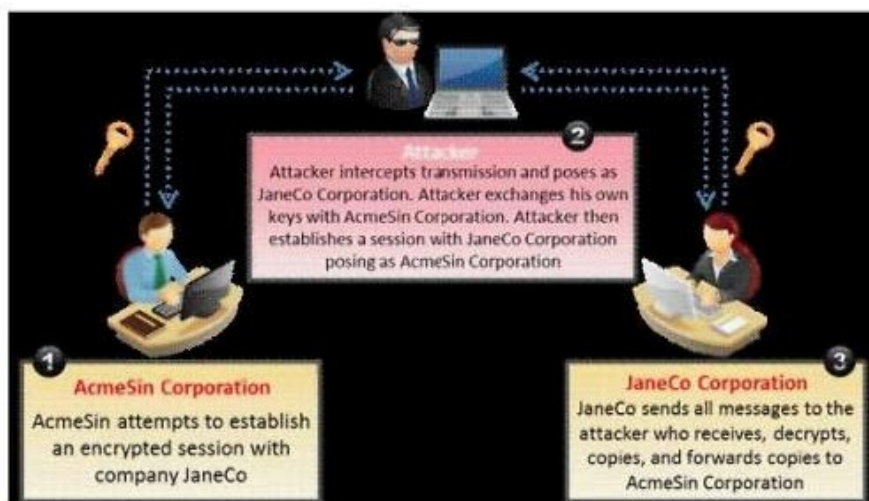 2
Attacker
Attacker intercepts transmission and poses as
JaneCo Corporation. Attacker exchanges his own
keys with AcmeSin Corporation. Attacker then
establishes a session with JaneCo Corporation
posing as AcmeSin Corporation
1
AcmeSin Corporation
AcmeSin attempts to establish
an encrypted session with
company JaneCo
3
JaneCo Corporation
JaneCo sends all messages to the
attacker who receives, decrypts,
copies, and forwards copies to
AcmeSin Corporation